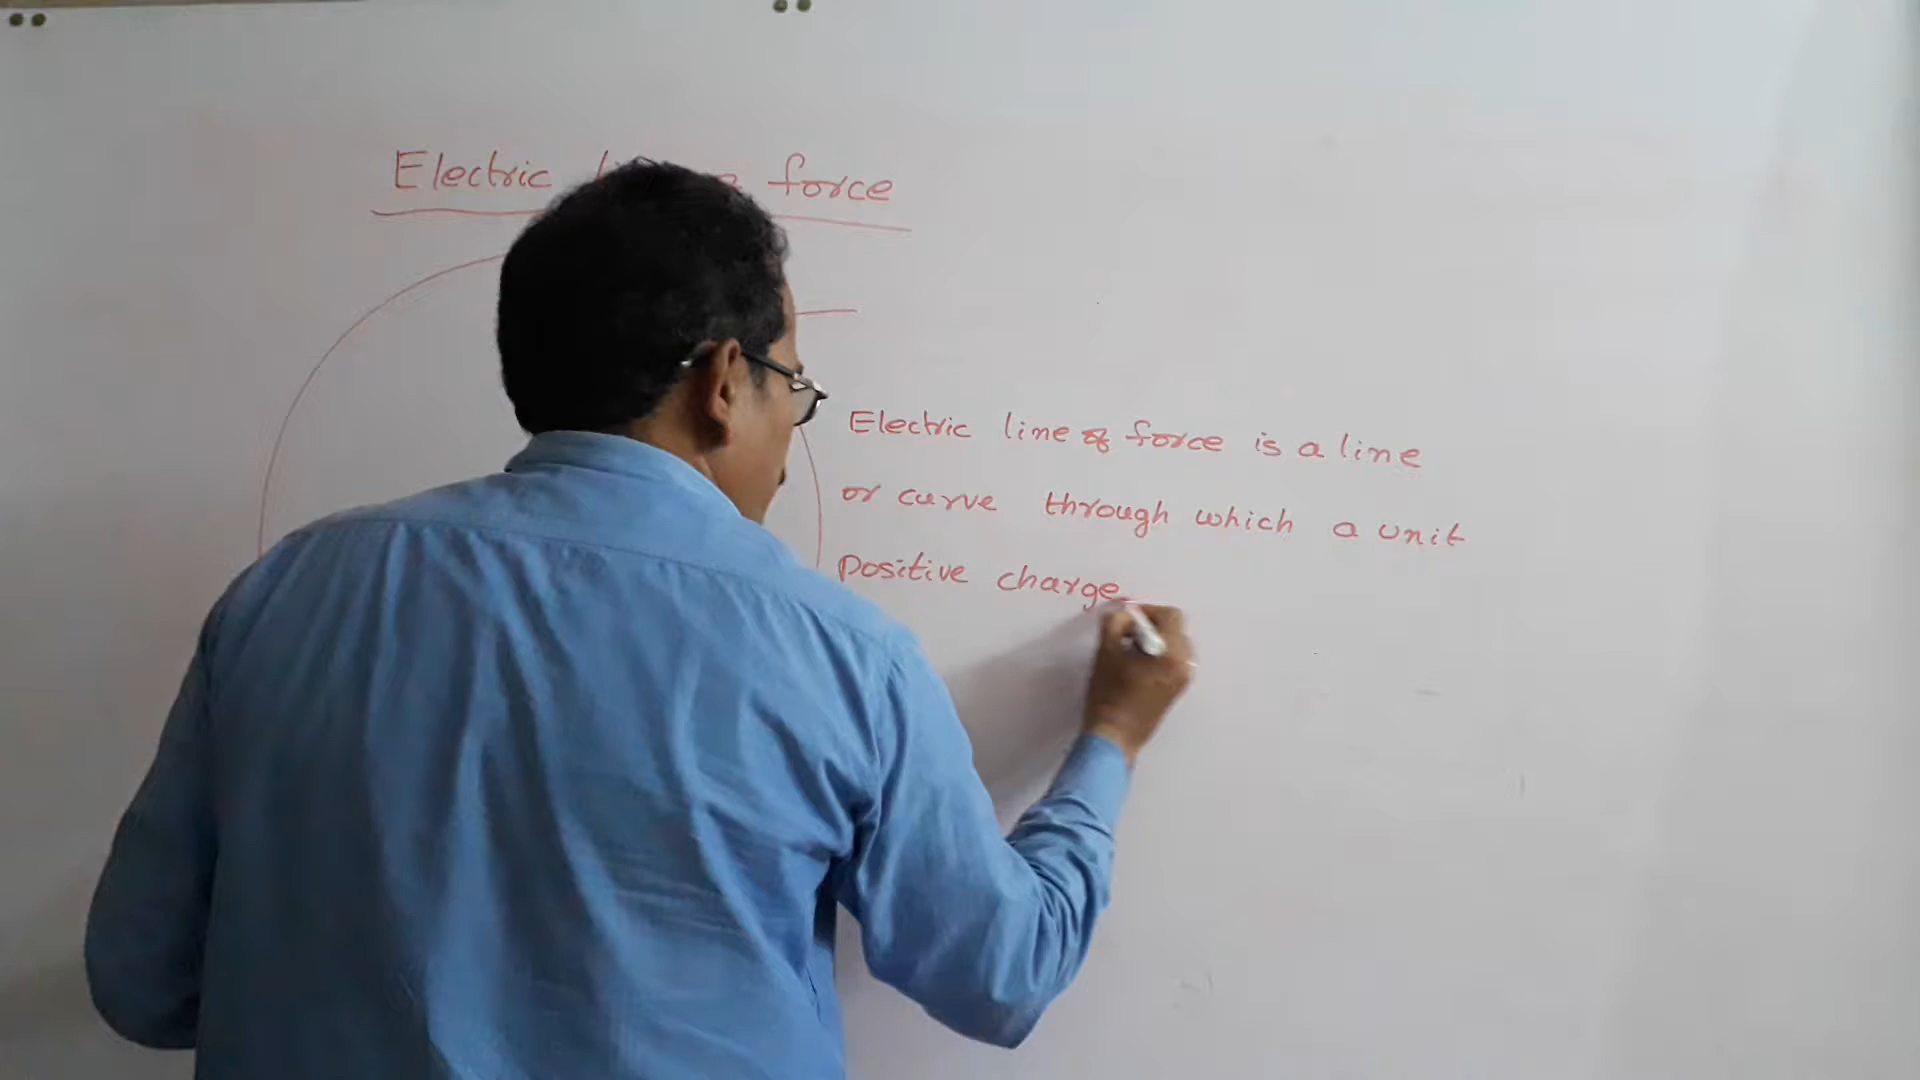 Electric force
Electric line of force is a line
or curve through which a unit
positive charge